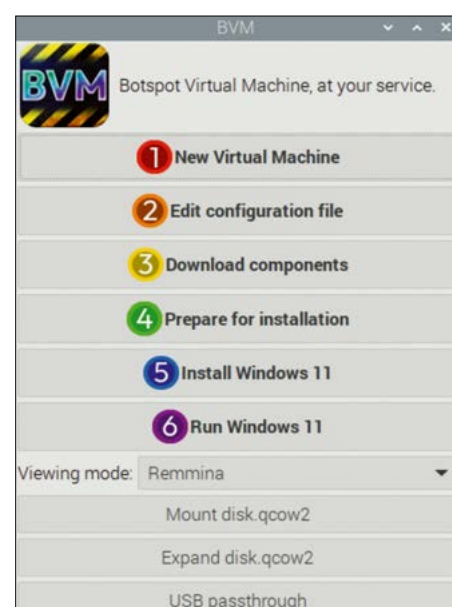 BVM
BVM
Botspot Virtual Machine, at your service.
1 New Virtual Machine
2 Edit configuration file
3 Download components
4 Prepare for installation
5 Install Windows 11
6 Run Windows 11
Viewing mode: Remmina
Mount disk.qcow2
Expand disk.qcow2
USB passthrough